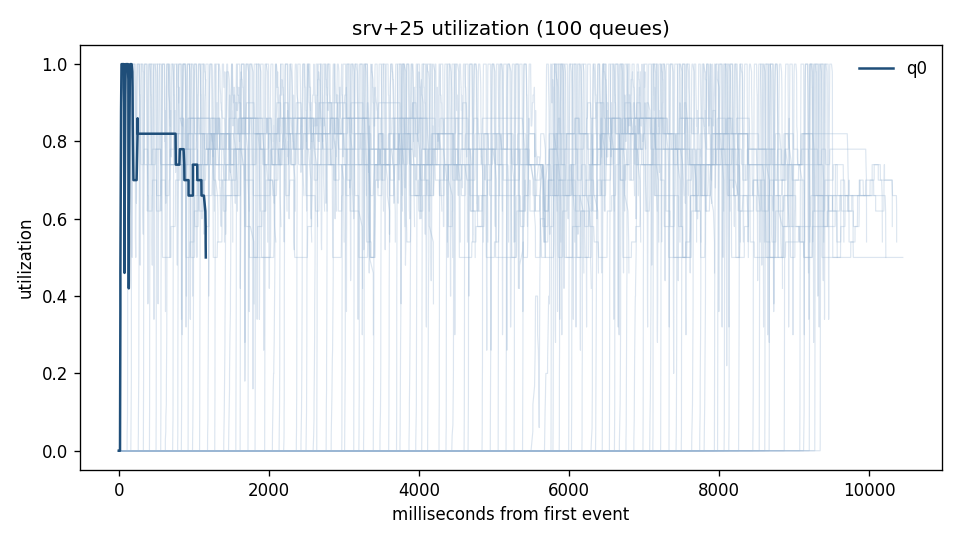 srv+25 utilization (100 queues)
q0
1.0
0.8
0.6
0.4
0.2
0.0
utilization
0 2000 4000 6000 8000 10000
milliseconds from first event